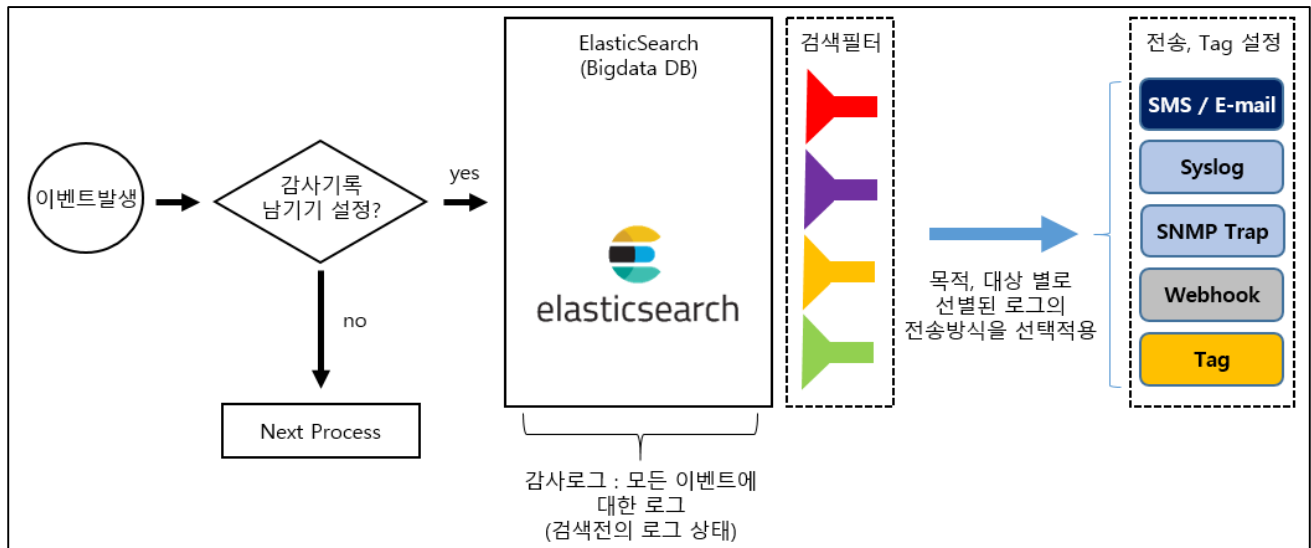 이벤트발생
감사기록
남기기 설정?
yes
no
Next Process
ElasticSearch
(Bigdata DB)
elasticsearch
감사로그 : 모든 이벤트에
대한 로그
(검색전의 로그 상태)
검색필터
목적, 대상 별로
선별된 로그의
전송방식을 선택적용
전송, Tag 설정
SMS / E-mail
Syslog
SNMP Trap
Webhook
Tag